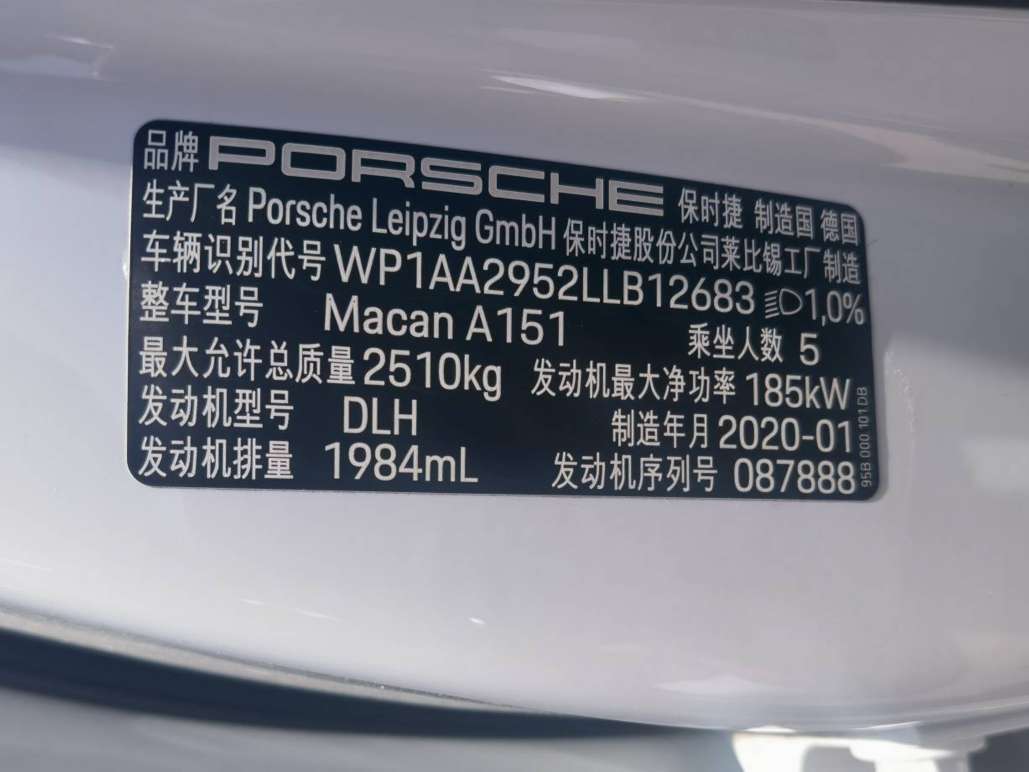 品牌 PORSCHE 保时捷 制造国 德国
生产厂名 Porsche Leipzig GmbH 保时捷股份公司莱比锡工厂制造
车辆识别代号 WP1AA2952LLB12683 1,0%
整车型号 Macan A151 乘坐人数 5
最大允许总质量 2510kg 发动机最大净功率 185kW
发动机型号 DLH 制造年月 2020-01
发动机排量 1984mL 发动机序列号 087888
95B 000 101 DB